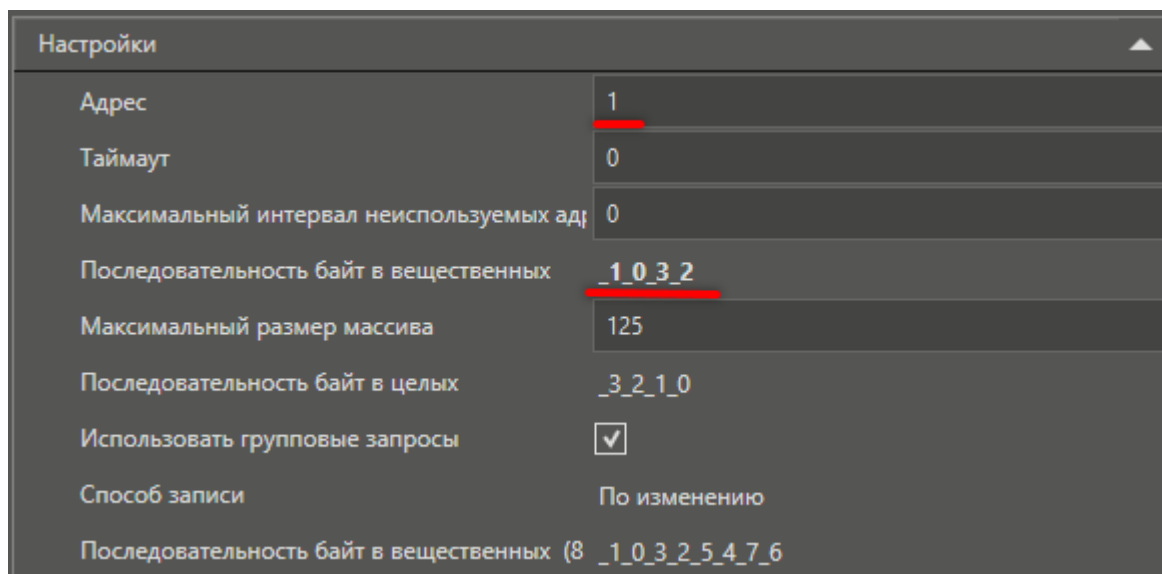 Настройки
Адрес 1
Таймаут 0
Максимальный интервал неиспользуемых адр 0
Последовательность байт в вещественных _1_0_3_2
Максимальный размер массива 125
Последовательность байт в целых _3_2_1_0
Использовать групповые запросы
Способ записи По изменению
Последовательность байт в вещественных (8 _1_0_3_2_5_4_7_6